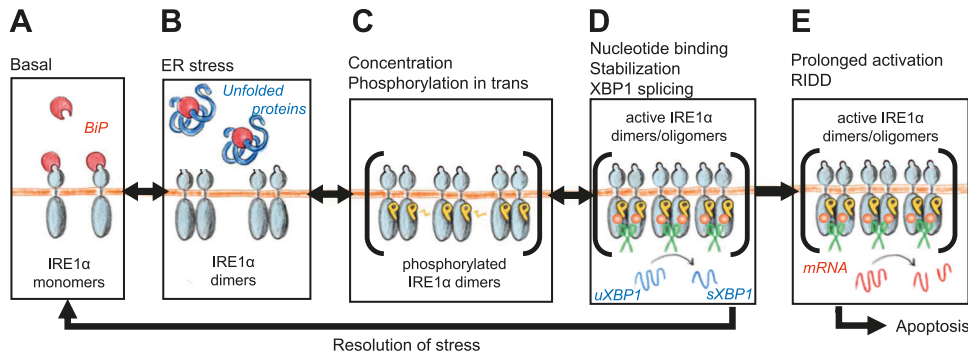 A
Basal
BiP
IRE1α
monomers
B
ER stress
Unfolded
proteins
IRE1α
dimers
C
Concentration
Phosphorylation in trans
P P P P P P
phosphorylated
IRE1α dimers
D
Nucleotide binding
Stabilization
XBP1 splicing
active IRE1α
dimers/oligomers
P P P P P P
uXBP1
sXBP1
E
Prolonged activation
RIDD
active IRE1α
dimers/oligomers
P P P P P P
mRNA
Apoptosis
Resolution of stress